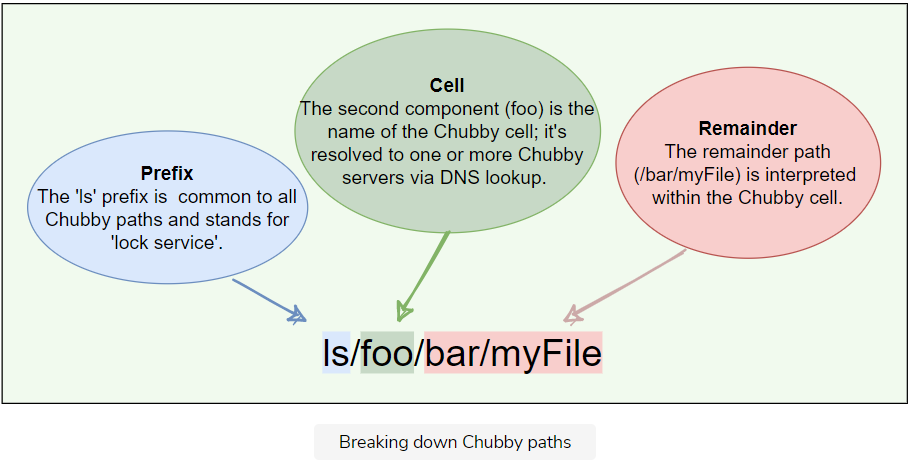 Cell
The second component (foo) is the
name of the Chubby cell; it's
resolved to one or more Chubby
servers via DNS lookup.
Prefix
The 'ls' prefix is common to all
Chubby paths and stands for
'lock service'.
Remainder
The remainder path
(/bar/myFile) is interpreted
within the Chubby cell.
ls/foo/bar/myFile
Breaking down Chubby paths